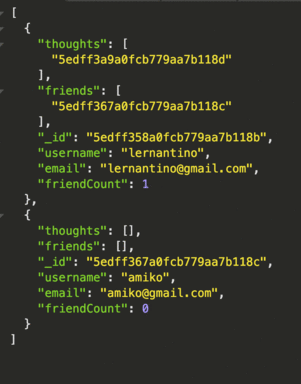 [
  {
    "thoughts": [
      "5edff3a9a0fcb779aa7b118d"
    ],
    "friends": [
      "5edff367a0fcb779aa7b118c"
    ],
    "_id": "5edff358a0fcb779aa7b118b",
    "username": "lernantino",
    "email": "lernantino@gmail.com",
    "friendCount": 1
  },
  {
    "thoughts": [],
    "friends": [],
    "_id": "5edff367a0fcb779aa7b118c",
    "username": "amiko",
    "email": "amiko@gmail.com",
    "friendCount": 0
  }
]